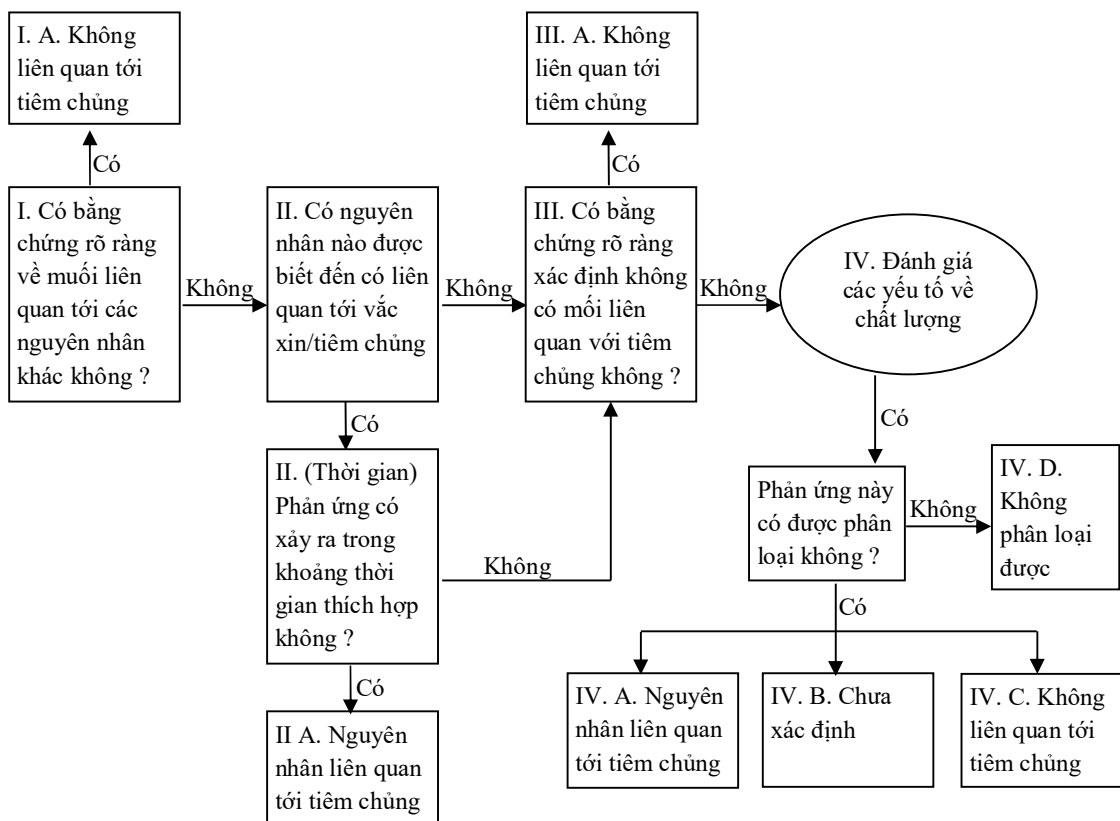 I. A. Không
liên quan tới
tiêm chủng
III. A. Không
liên quan tới
tiêm chủng
Có
Có
I. Có bằng
chứng rõ ràng
về muối liên
quan tới các
nguyên nhân
khác không ?
Không
II. Có nguyên
nhân nào được
biết đến có liên
quan tới vắc
xin/tiêm chủng
Không
III. Có bằng
chứng rõ ràng
xác định không
có mối liên
quan với tiêm
chủng không ?
Không
IV. Đánh giá
các yếu tố về
chất lượng
Có
Có
II. (Thời gian)
Phản ứng có
xảy ra trong
khoảng thời
gian thích hợp
không ?
Không
Phản ứng này
có được phân
loại không ?
Không
IV. D.
Không
phân loại
được
Có
Có
II A. Nguyên
nhân liên quan
tới tiêm chủng
IV. A. Nguyên
nhân liên quan
tới tiêm chủng
IV. B. Chưa
xác định
IV. C. Không
liên quan tới
tiêm chủng